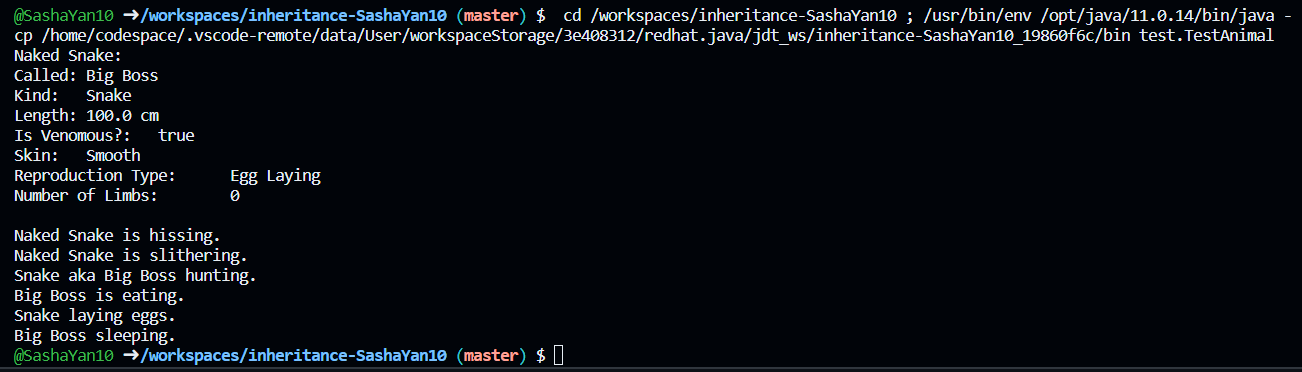 @SashaYan10 ➜/workspaces/inheritance-SashaYan10 (master) $  cd /workspaces/inheritance-SashaYan10 ; /usr/bin/env /opt/java/11.0.14/bin/java -
cp /home/codespace/.vscode-remote/data/User/workspaceStorage/3e408312/redhat.java/jdt_ws/inheritance-SashaYan10_19860f6c/bin test.TestAnimal
Naked Snake:
Called: Big Boss
Kind:   Snake
Length: 100.0 cm
Is Venomous?:   true
Skin:   Smooth
Reproduction Type:      Egg Laying
Number of Limbs:        0

Naked Snake is hissing.
Naked Snake is slithering.
Snake aka Big Boss hunting.
Big Boss is eating.
Snake laying eggs.
Big Boss sleeping.
@SashaYan10 ➜/workspaces/inheritance-SashaYan10 (master) $